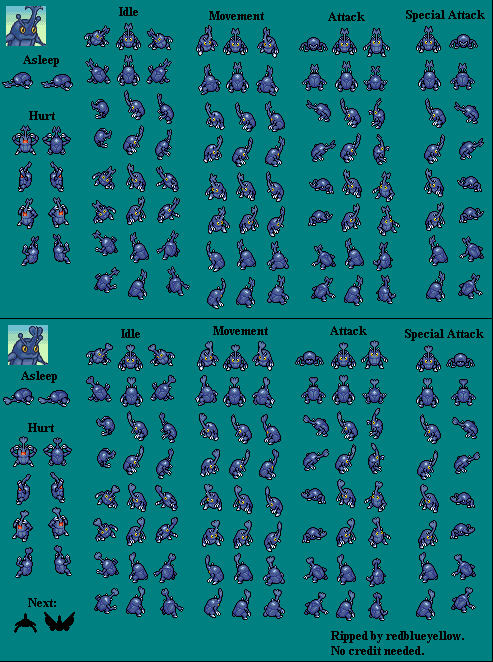 Idle
Movement
Attack
Special Attack
Asleep
Hurt
Idle
Movement
Attack
Special Attack
Asleep
Hurt
Next:
Ripped by redblueyellow.
No credit needed.